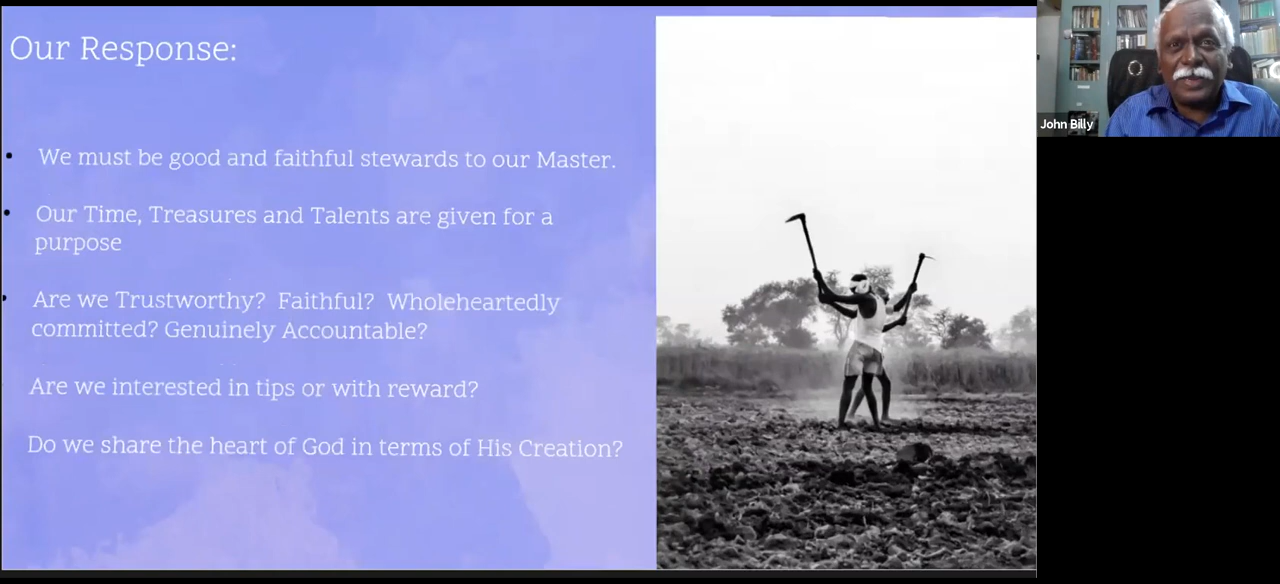 Our Response:
We must be good and faithful stewards to our Master.
Our Time, Treasures and Talents are given for a
purpose
Are we Trustworthy?  Faithful?  Wholeheartedly
committed? Genuinely Accountable?
Are we interested in tips or with reward?
Do we share the heart of God in terms of His Creation?
John Billy